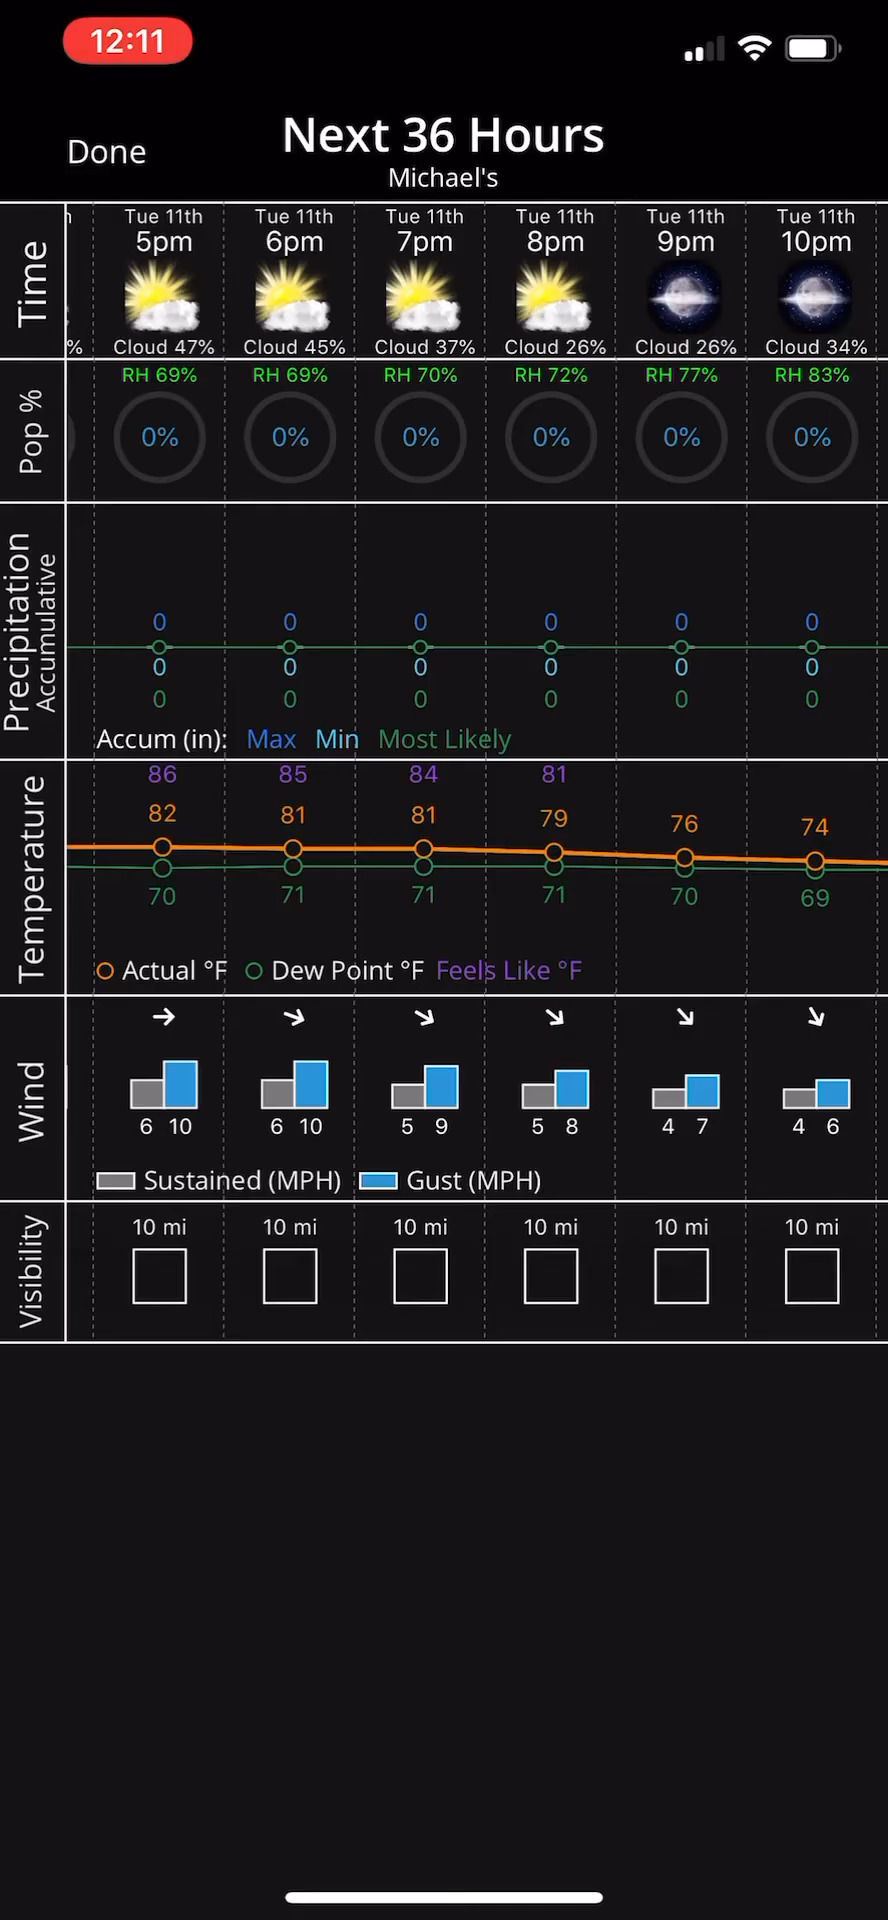 12:11
Done
Next 36 Hours
Michael's
Time
Tue 11th Tue 11th Tue 11th Tue 11th Tue 11th Tue 11th
5pm 6pm 7pm 8pm 9pm 10pm
% Cloud 47% Cloud 45% Cloud 37% Cloud 26% Cloud 26% Cloud 34%
Pop %
RH 69% RH 69% RH 70% RH 72% RH 77% RH 83%
0% 0% 0% 0% 0% 0%
Precipitation
Accumulative
0 0 0 0 0 0
0 0 0 0 0 0
0 0 0 0 0 0
Accum (in): Max Min Most Likely
Temperature
86 85 84 81
82 81 81 79 76 74
70 71 71 71 70 69
Actual °F Dew Point °F Feels Like °F
Wind
6 10 6 10 5 9 5 8 4 7 4 6
Sustained (MPH) Gust (MPH)
Visibility
10 mi 10 mi 10 mi 10 mi 10 mi 10 mi